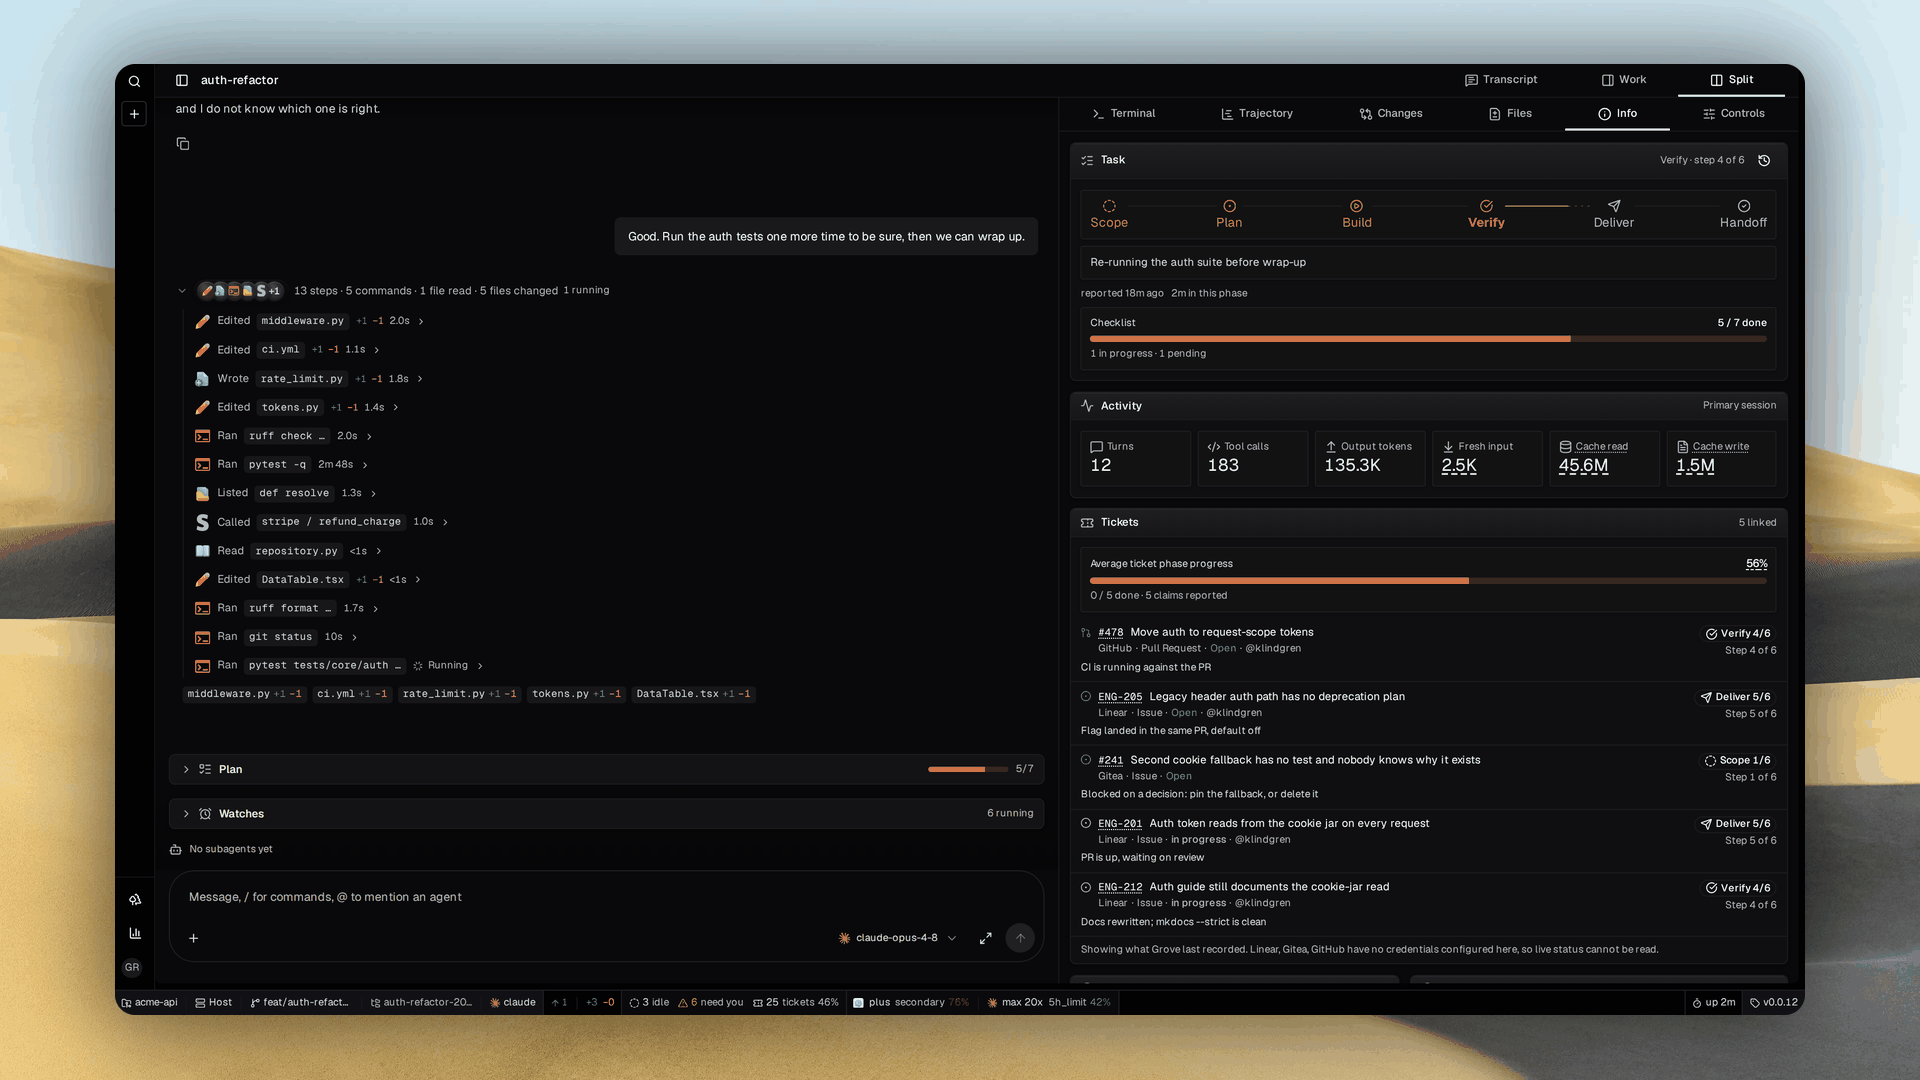 auth-refactor
Transcript
Work
Split
and I do not know which one is right.
Good. Run the auth tests one more time to be sure, then we can wrap up.
+1 13 steps · 5 commands · 1 file read · 5 files changed 1 running
Edited middleware.py +1 −1 2.0s
Edited ci.yml +1 −1 1.1s
Wrote rate_limit.py +1 −1 1.8s
Edited tokens.py +1 −1 1.4s
Ran ruff check … 2.0s
Ran pytest -q 2m 48s
Listed def resolve 1.3s
Called stripe / refund_charge 1.0s
Read repository.py <1s
Edited DataTable.tsx +1 −1 <1s
Ran ruff format … 1.7s
Ran git status 10s
Ran pytest tests/core/auth … Running
middleware.py +1 −1 ci.yml +1 −1 rate_limit.py +1 −1 tokens.py +1 −1 DataTable.tsx +1 −1
Plan 5/7
Watches 6 running
No subagents yet
Message, / for commands, @ to mention an agent
claude-opus-4-8
GR
Terminal
Trajectory
Changes
Files
Info
Controls
Task Verify · step 4 of 6
Scope Plan Build Verify Deliver Handoff
Re-running the auth suite before wrap-up
reported 18m ago 2m in this phase
Checklist 5 / 7 done
1 in progress · 1 pending
Activity Primary session
Turns Tool calls Output tokens Fresh input Cache read Cache write
12 183 135.3K 2.5K 45.6M 1.5M
Tickets 5 linked
Average ticket phase progress 56%
0 / 5 done · 5 claims reported
#478 Move auth to request-scope tokens Verify 4/6
GitHub · Pull Request · Open · @klindgren Step 4 of 6
CI is running against the PR
ENG-205 Legacy header auth path has no deprecation plan Deliver 5/6
Linear · Issue · Open · @klindgren Step 5 of 6
Flag landed in the same PR, default off
#241 Second cookie fallback has no test and nobody knows why it exists Scope 1/6
Gitea · Issue · Open Step 1 of 6
Blocked on a decision: pin the fallback, or delete it
ENG-201 Auth token reads from the cookie jar on every request Deliver 5/6
Linear · Issue · in progress · @klindgren Step 5 of 6
PR is up, waiting on review
ENG-212 Auth guide still documents the cookie-jar read Verify 4/6
Linear · Issue · in progress · @klindgren Step 4 of 6
Docs rewritten; mkdocs --strict is clean
Showing what Grove last recorded. Linear, Gitea, GitHub have no credentials configured here, so live status cannot be read.
acme-api Host feat/auth-refact… auth-refactor-20… claude ↑ 1 +3 −0 3 idle 6 need you 25 tickets 46% plus secondary 76% max 20x 5h_limit 42% up 2m v0.0.12